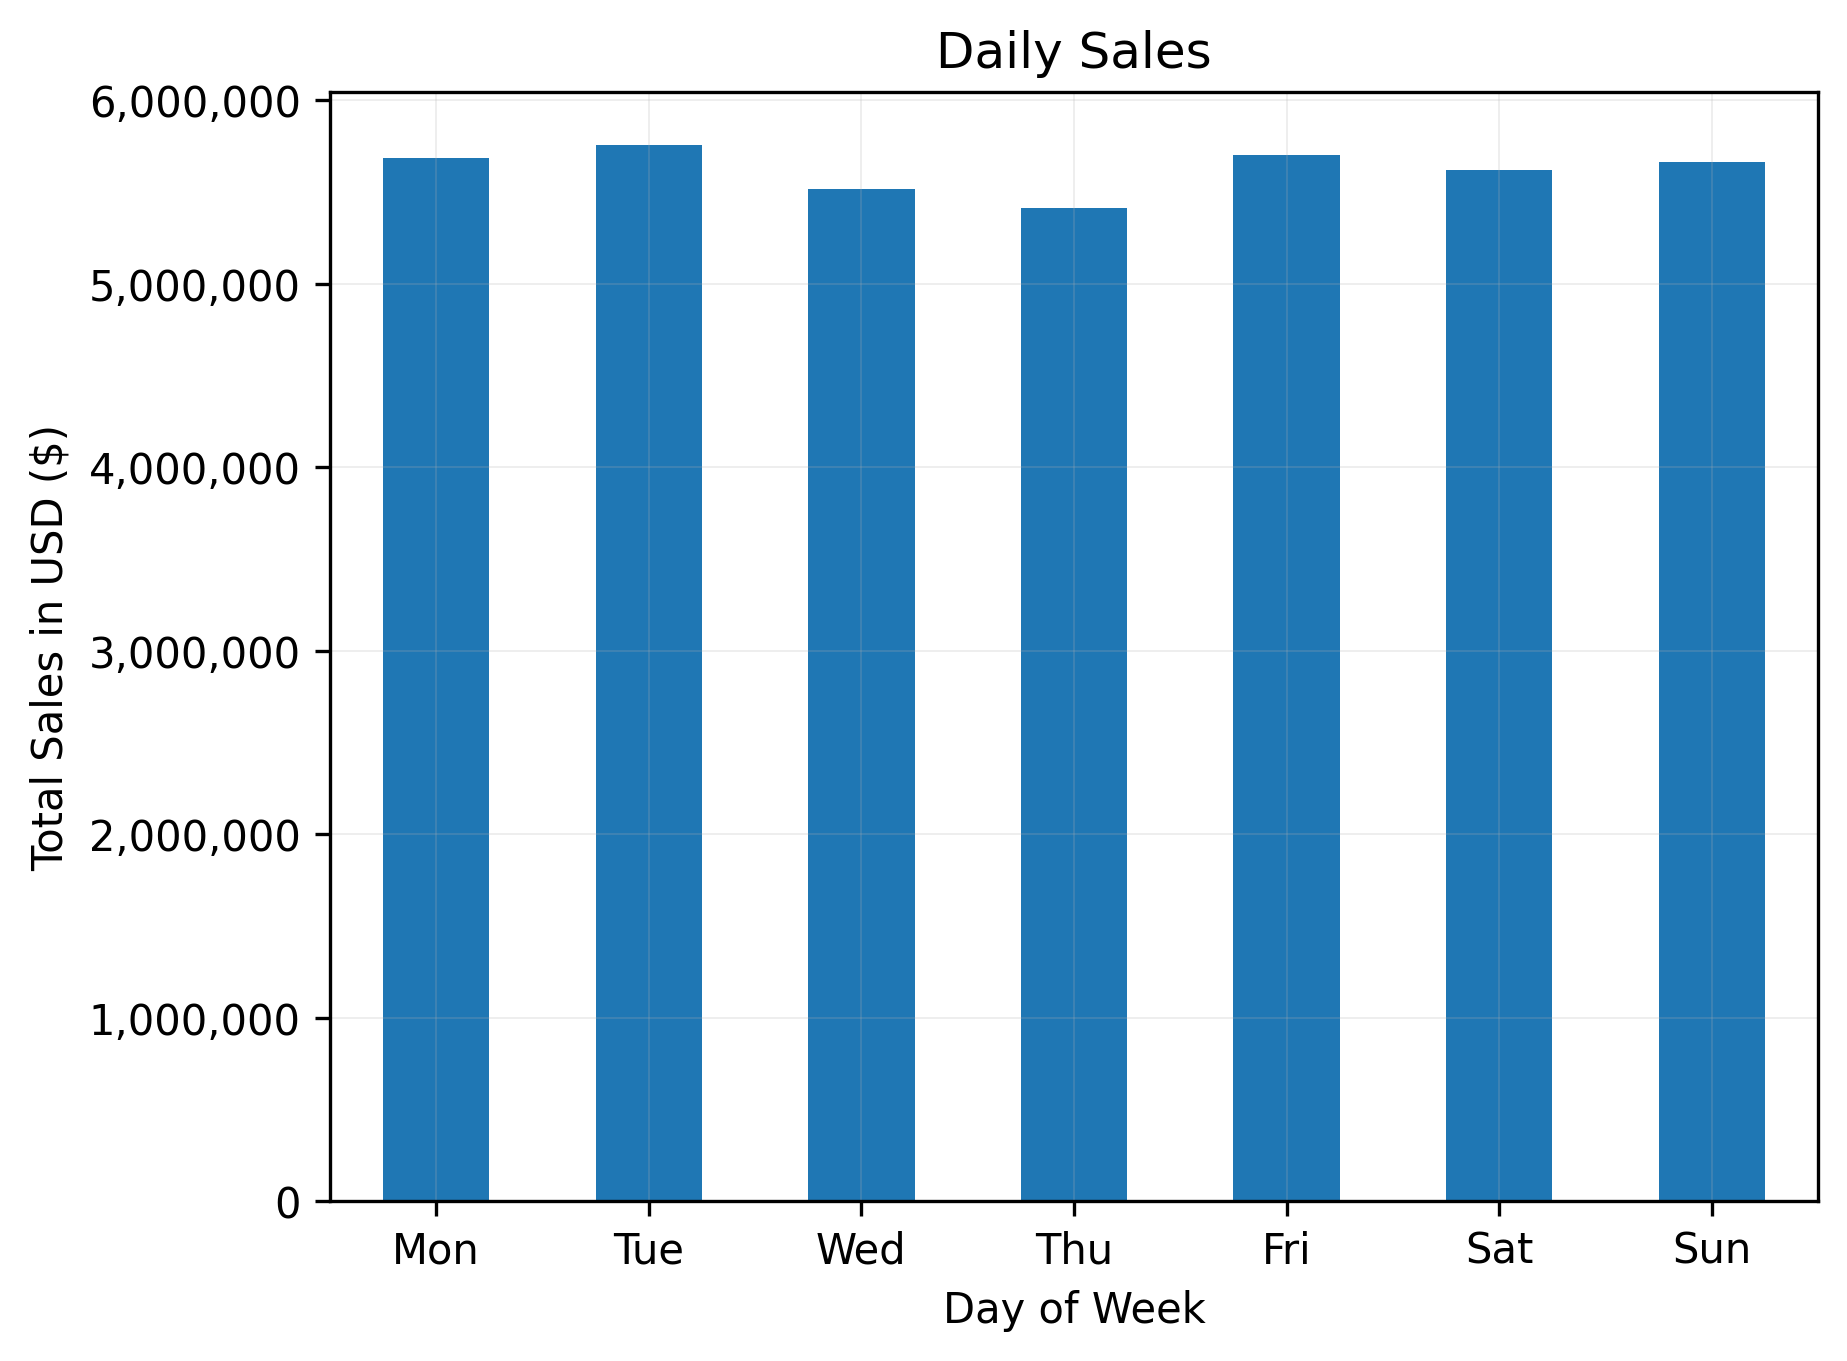 Daily Sales
Total Sales in USD ($)
6,000,000
5,000,000
4,000,000
3,000,000
2,000,000
1,000,000
0
Mon Tue Wed Thu Fri Sat Sun
Day of Week